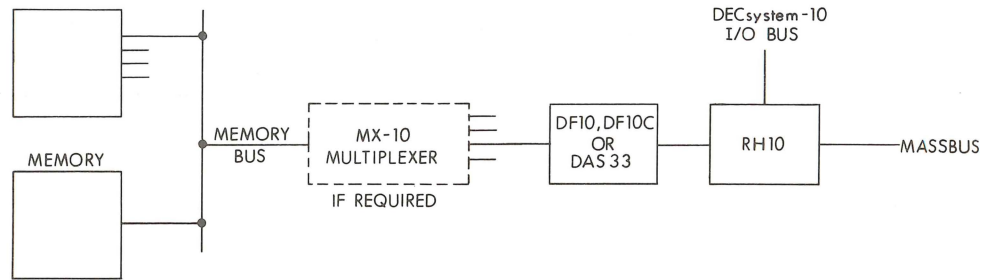 DECsystem-10
I/O BUS
MEMORY
BUS
MX-10
MULTIPLEXER
IF REQUIRED
DF10, DF10C
OR
DAS 33
RH10
MASSBUS
MEMORY